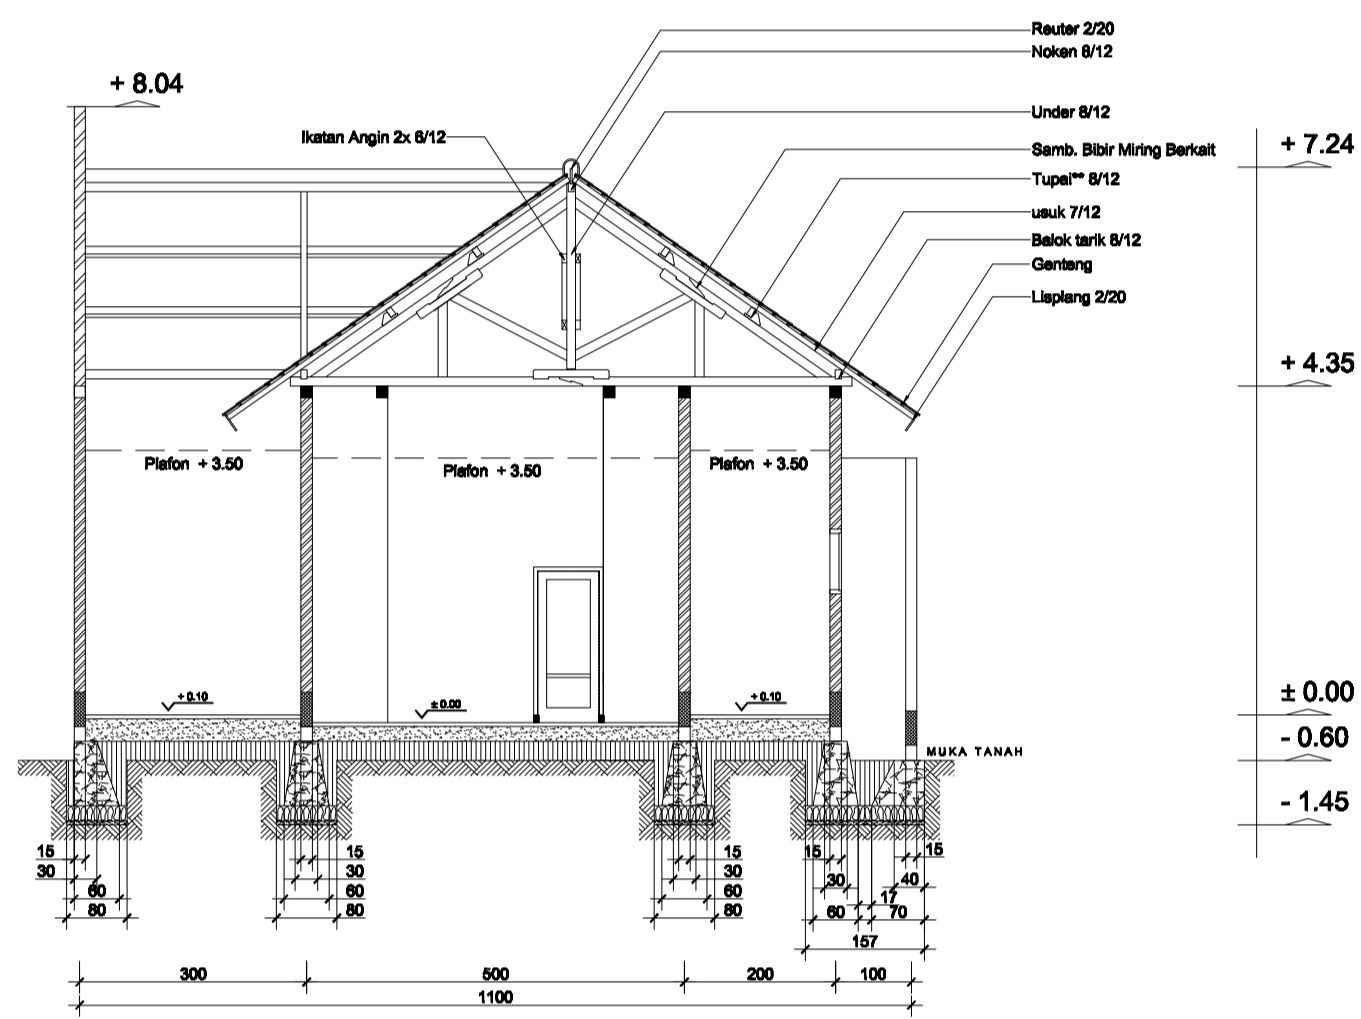 Reuter 2/20
Noken 8/12
+ 8.04
Under 8/12
Ikatan Angin 2x 6/12
+ 7.24
Samb. Bibir Miring Berkait
Tupai** 8/12
usuk 7/12
Balok tarik 8/12
Genteng
Lisplang 2/20
+ 4.35
Plafon + 3.50
Plafon + 3.50
Plafon + 3.50
+ 0.10
± 0.00
+ 0.10
± 0.00
- 0.60
MUKA TANAH
- 1.45
15
15
15
15
15
30
30
30
30
40
60
60
60
17
80
80
80
60
70
157
300
500
200
100
1100